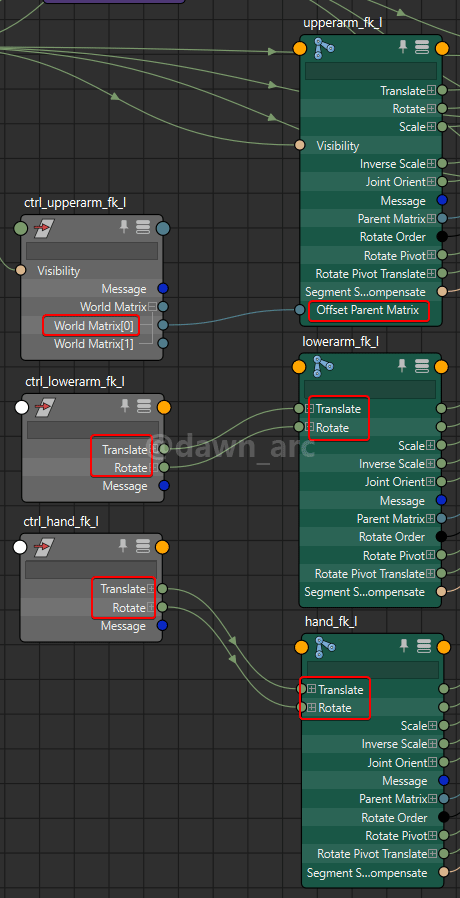 upperarm_fk_l
Translate
Rotate
Scale
Visibility
Inverse Scale
Joint Orient
Message
Parent Matrix
Rotate Order
Rotate Pivot
Rotate Pivot Translate
Segment S...ompensate
Offset Parent Matrix
ctrl_upperarm_fk_l
Visibility
Message
World Matrix
World Matrix[0]
World Matrix[1]
lowerarm_fk_l
Translate
Rotate
Scale
Inverse Scale
Joint Orient
Message
Parent Matrix
Rotate Order
Rotate Pivot
Rotate Pivot Translate
Segment S...ompensate
ctrl_lowerarm_fk_l
Translate
Rotate
Message
@dawn_arc
ctrl_hand_fk_l
Translate
Rotate
Message
hand_fk_l
Translate
Rotate
Scale
Inverse Scale
Joint Orient
Message
Parent Matrix
Rotate Order
Rotate Pivot
Rotate Pivot Translate
Segment S...ompensate